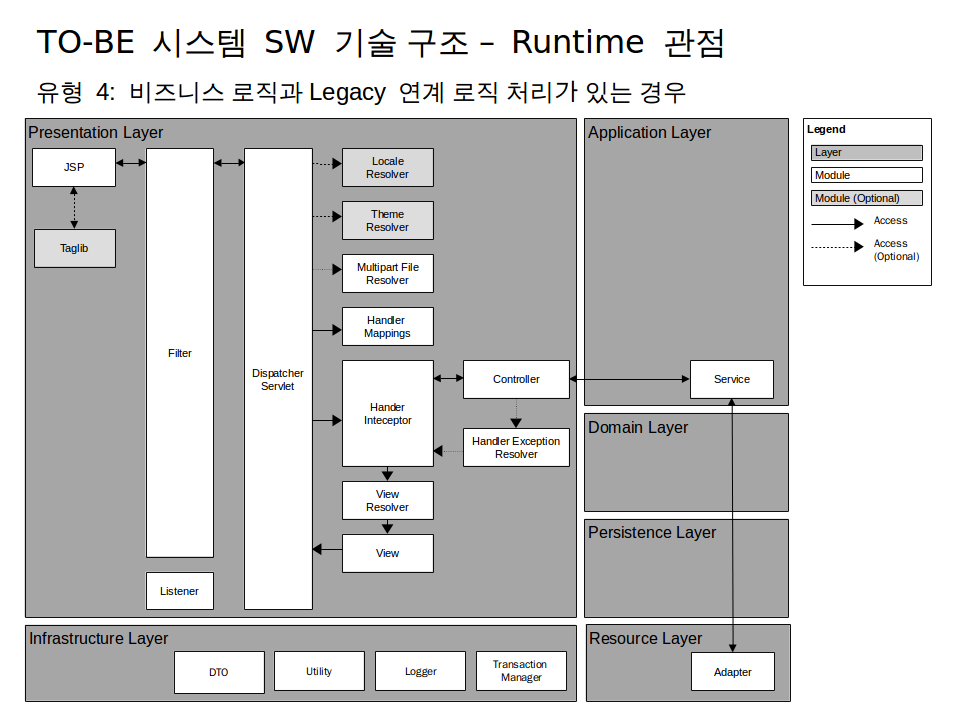 TO-BE 시스템 SW 기술 구조 – Runtime 관점
유형 4: 비즈니스 로직과 Legacy 연계 로직 처리가 있는 경우
Presentation Layer
JSP
Taglib
Filter
Listener
Dispatcher
Servlet
Locale
Resolver
Theme
Resolver
Multipart File
Resolver
Handler
Mappings
Hander
Inteceptor
Controller
Handler Exception
Resolver
View
Resolver
View
Application Layer
Service
Domain Layer
Persistence Layer
Infrastructure Layer
DTO
Utility
Logger
Transaction
Manager
Resource Layer
Adapter
Legend
Layer
Module
Module (Optional)
Access
Access
(Optional)